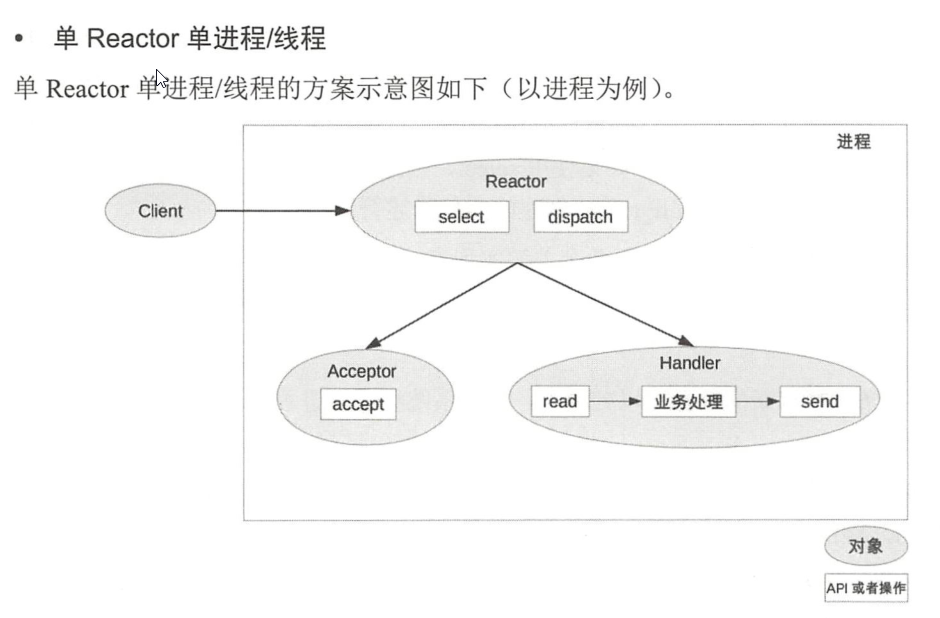 • 单 Reactor 单进程/线程
单 Reactor 单进程/线程的方案示意图如下（以进程为例）。
进程
Reactor
Client
select
dispatch
Acceptor
accept
Handler
read
业务处理
send
对象
API 或者操作